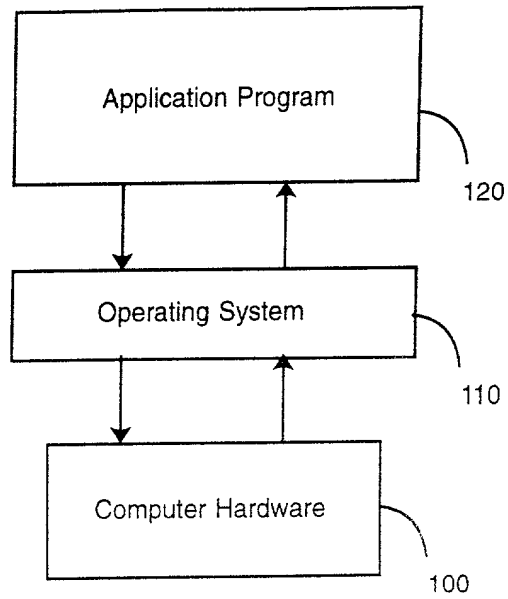 Application Program
120
Operating System
110
Computer Hardware
100